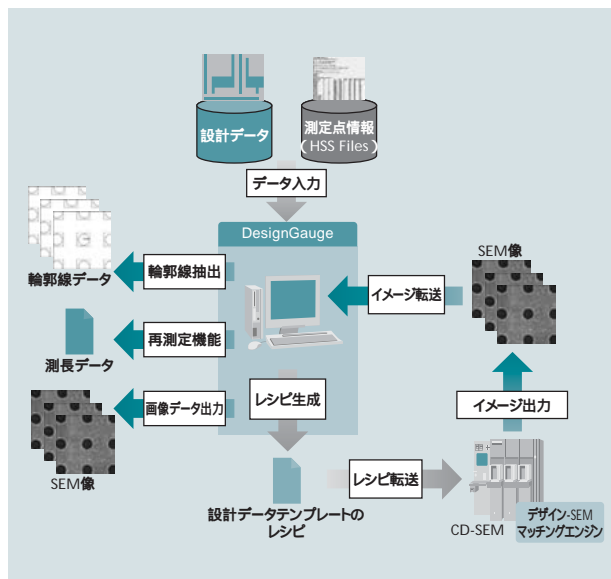 設計データ
測定点情報
(HSS Files)
データ入力
DesignGauge
SEM像
輪郭線抽出
イメージ転送
輪郭線データ
再測定機能
測長データ
画像データ出力
レシピ生成
イメージ出力
SEM像
レシピ転送
設計データテンプレートの
レシピ
CD-SEM
デザイン-SEM
マッチングエンジン